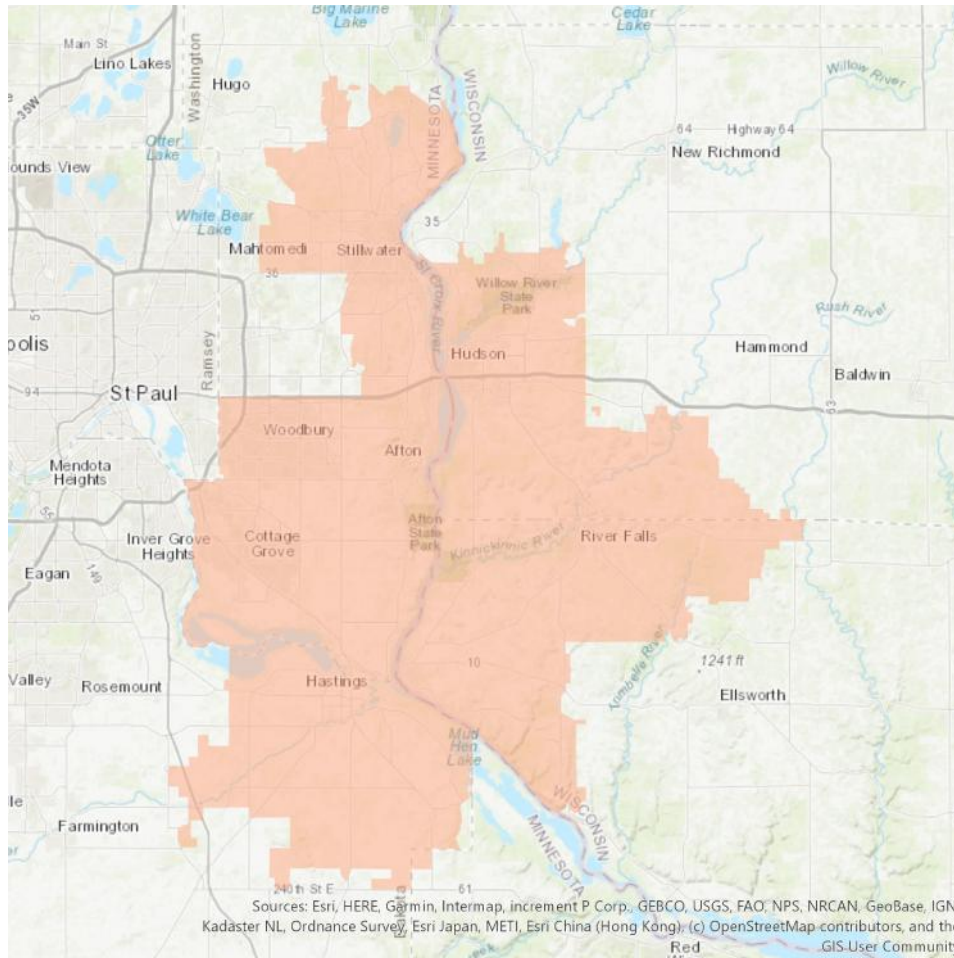 Big Marine
Lake
Cedar
Lake
Main St
Lino Lakes
Washington
Hugo
Willow River
35W
MINNESOTA
WISCONSIN
64
Highway 64
New Richmond
Otter
Lake
ounds View
White Bear
Lake
35
Mahtomedi
Stillwater
36
St Croix River
Willow River
State
Park
51
Rush River
polis
Ramsey
Hudson
Hammond
Baldwin
94
St Paul
63
Woodbury
Afton
Mendota
Heights
55
Afton
State
Park
Inver Grove
Heights
Cottage
Grove
Kinnickinnic River
River Falls
Eagan
149
10
1241 ft
Valley
Rosemount
Hastings
Ellsworth
Mud
Hen
Lake
le
Farmington
WISCONSIN
MINNESOTA
240th St E
61
Sources: Esri, HERE, Garmin, Intermap, increment P Corp., GEBCO, USGS, FAO, NPS, NRCAN, GeoBase, IGN
Kadaster NL, Ordnance Survey, Esri Japan, METI, Esri China (Hong Kong), (c) OpenStreetMap contributors, and the
Red
GIS User Community